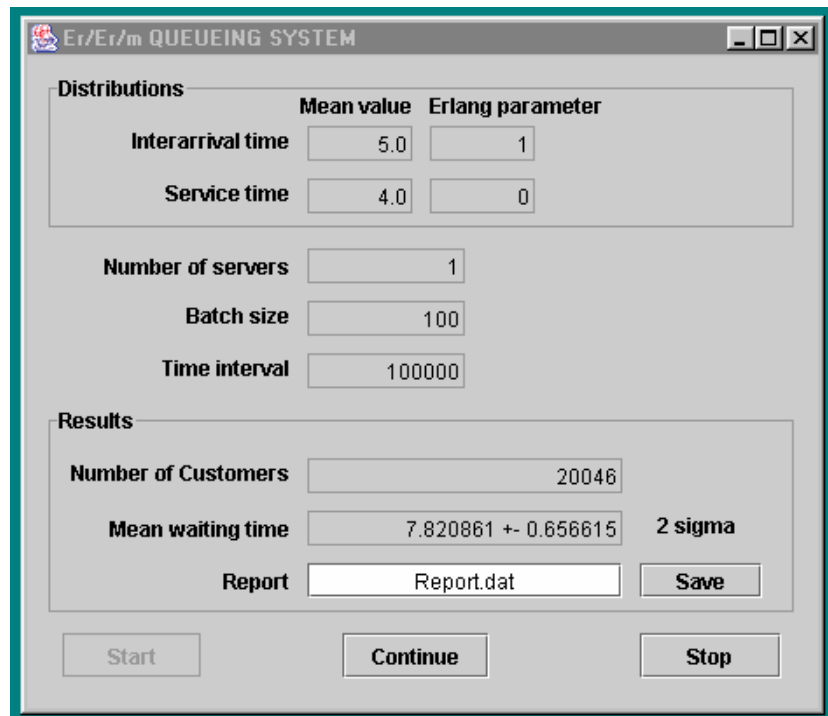 Er/Er/m QUEUEING SYSTEM
Distributions
Mean value Erlang parameter
Interarrival time 5.0 1
Service time 4.0 0
Number of servers 1
Batch size 100
Time interval 100000
Results
Number of Customers 20046
Mean waiting time 7.820861 +- 0.656615 2 sigma
Report Report.dat Save
Start Continue Stop